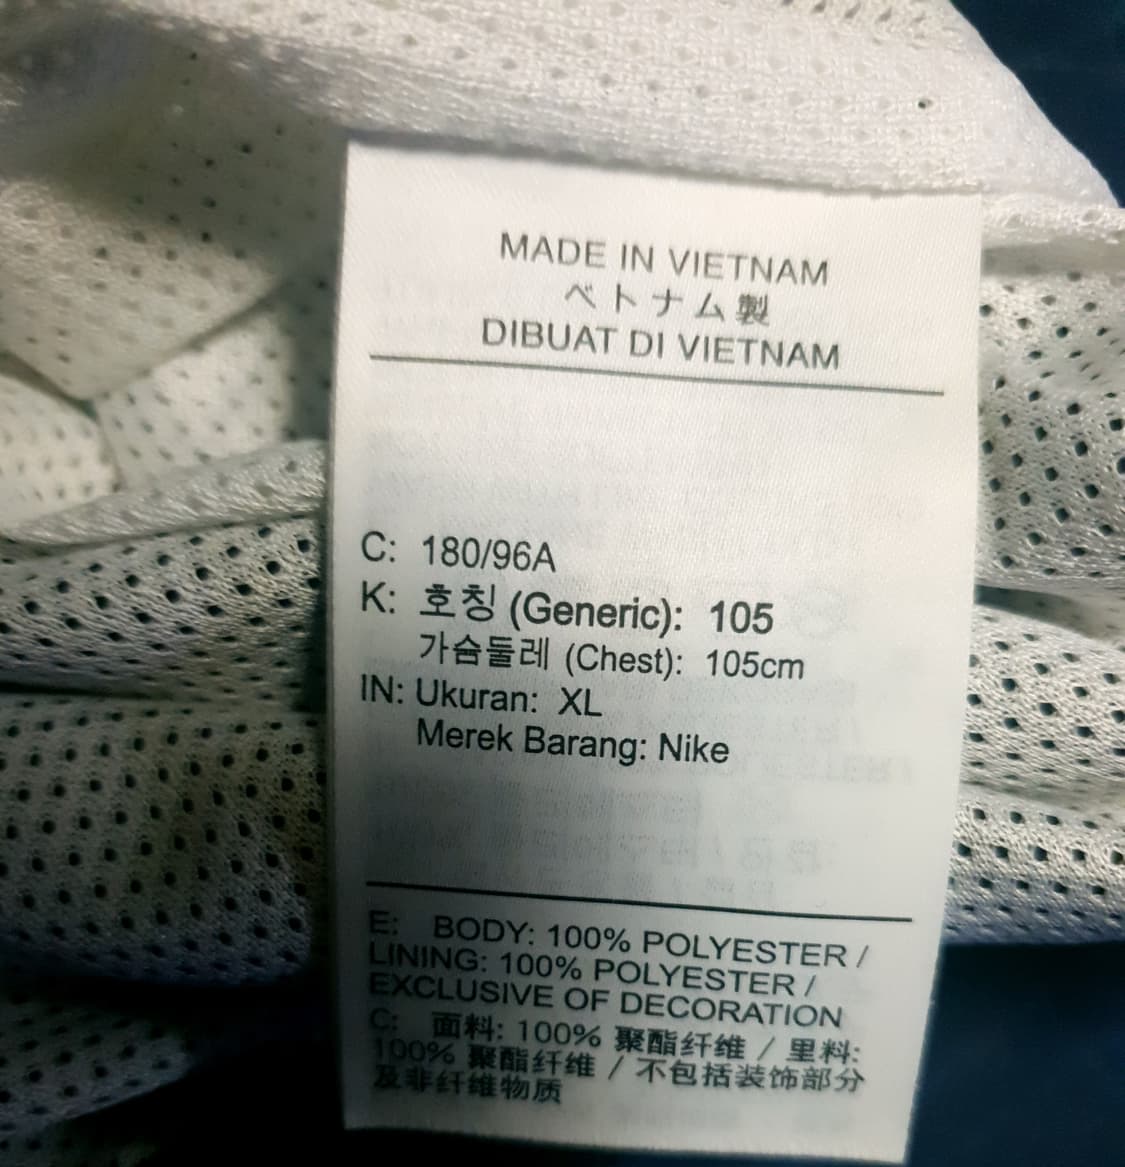 MADE IN VIETNAM
ベトナム製
DIBUAT DI VIETNAM
C: 180/96A
K: 호칭 (Generic): 105
가슴둘레 (Chest): 105cm
IN: Ukuran: XL
Merek Barang: Nike
E: BODY: 100% POLYESTER /
LINING: 100% POLYESTER /
EXCLUSIVE OF DECORATION
C: 面料: 100% 聚酯纤维 / 里料:
100% 聚酯纤维 / 不包括装饰部分
及非纤维物质